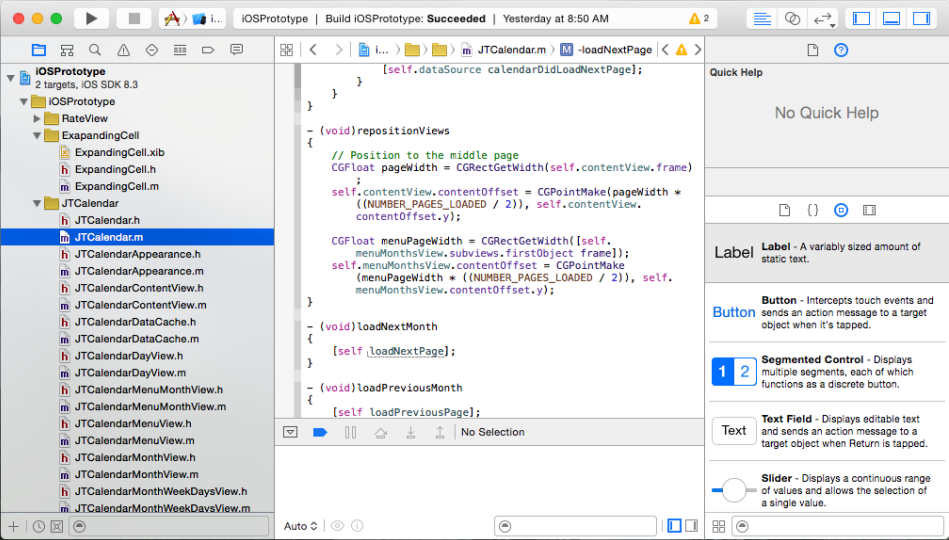 i...
iOSPrototype
Build iOSPrototype: Succeeded
Yesterday at 8:50 AM
2
i...
JTCalendar.m
M
-loadNextPage
iOSPrototype
2 targets, iOS SDK 8.3
iOSPrototype
RateView
ExapandingCell
ExpandingCell.xib
h ExpandingCell.h
m ExpandingCell.m
JTCalendar
h JTCalendar.h
m JTCalendar.m
h JTCalendarAppearance.h
m JTCalendarAppearance.m
h JTCalendarContentView.h
m JTCalendarContentView.m
h JTCalendarDataCache.h
m JTCalendarDataCache.m
h JTCalendarDayView.h
m JTCalendarDayView.m
h JTCalendarMenuMonthView.h
m JTCalendarMenuMonthView.m
h JTCalendarMenuView.h
m JTCalendarMenuView.m
h JTCalendarMonthView.h
m JTCalendarMonthView.m
h JTCalendarMonthWeekDaysView.h
m JTCalendarMonthWeekDaysView.m
[self.dataSource calendarDidLoadNextPage];
}
}
}
- (void)repositionViews
{
// Position to the middle page
CGFloat pageWidth = CGRectGetWidth(self.contentView.frame)
;
self.contentView.contentOffset = CGPointMake(pageWidth *
((NUMBER_PAGES_LOADED / 2)), self.contentView.
contentOffset.y);
CGFloat menuPageWidth = CGRectGetWidth([self.
menuMonthsView.subviews.firstObject frame]);
self.menuMonthsView.contentOffset = CGPointMake
(menuPageWidth * ((NUMBER_PAGES_LOADED / 2)), self.
menuMonthsView.contentOffset.y);
}
- (void)loadNextMonth
{
[self loadNextPage];
}
- (void)loadPreviousMonth
{
[self loadPreviousPage];
No Selection
Auto
Quick Help
No Quick Help
{}
Label
Label - A variably sized amount of
static text.
Button
Button - Intercepts touch events and
sends an action message to a target
object when it's tapped.
1 2
Segmented Control - Displays
multiple segments, each of which
functions as a discrete button.
Text
Text Field - Displays editable text
and sends an action message to a
target object when Return is tapped.
Slider - Displays a continuous range
of values and allows the selection of
a single value.